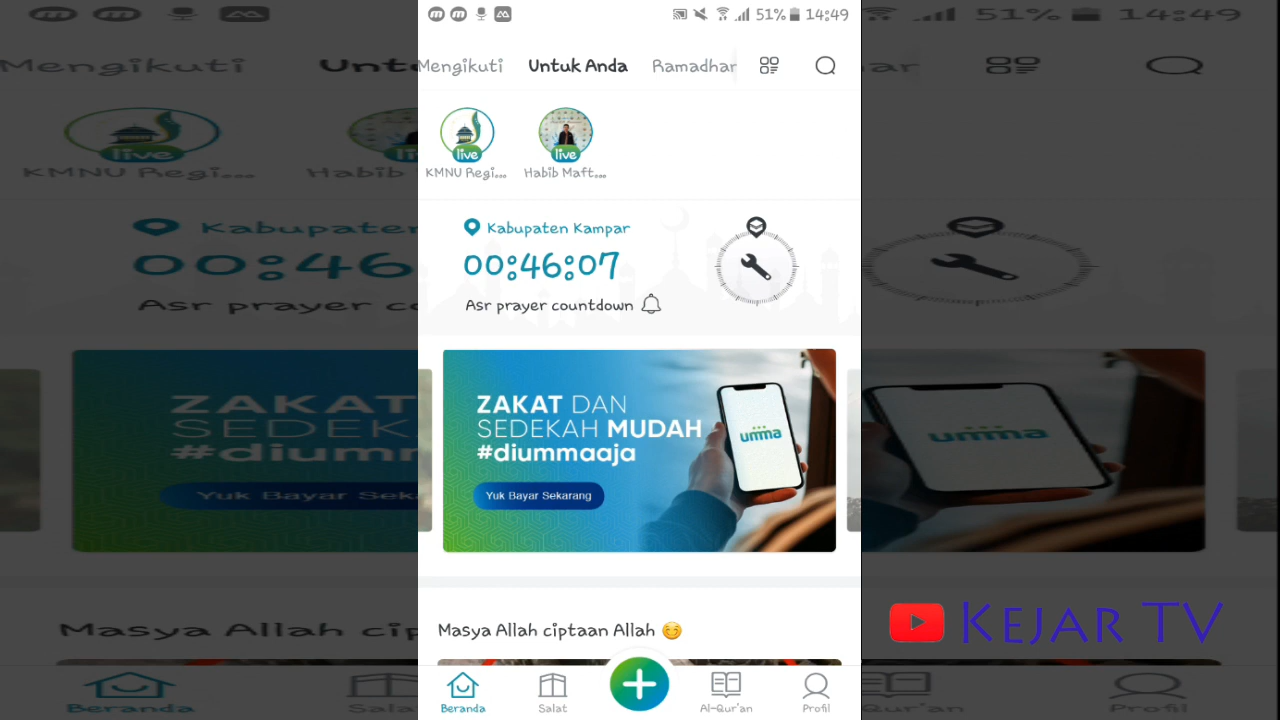 51% 14:49
Mengikuti Untuk Anda Ramadhar
live live
KMNU Regi... Habib Maft...
Kabupaten Kampar
00:46:07
Asr prayer countdown
ZAKAT DAN
SEDEKAH MUDAH
#diummaaja
Yuk Bayar Sekarang
umma
Masya Allah ciptaan Allah 😊
Beranda Salat Al-Qur'an Profil
KEJAR TV